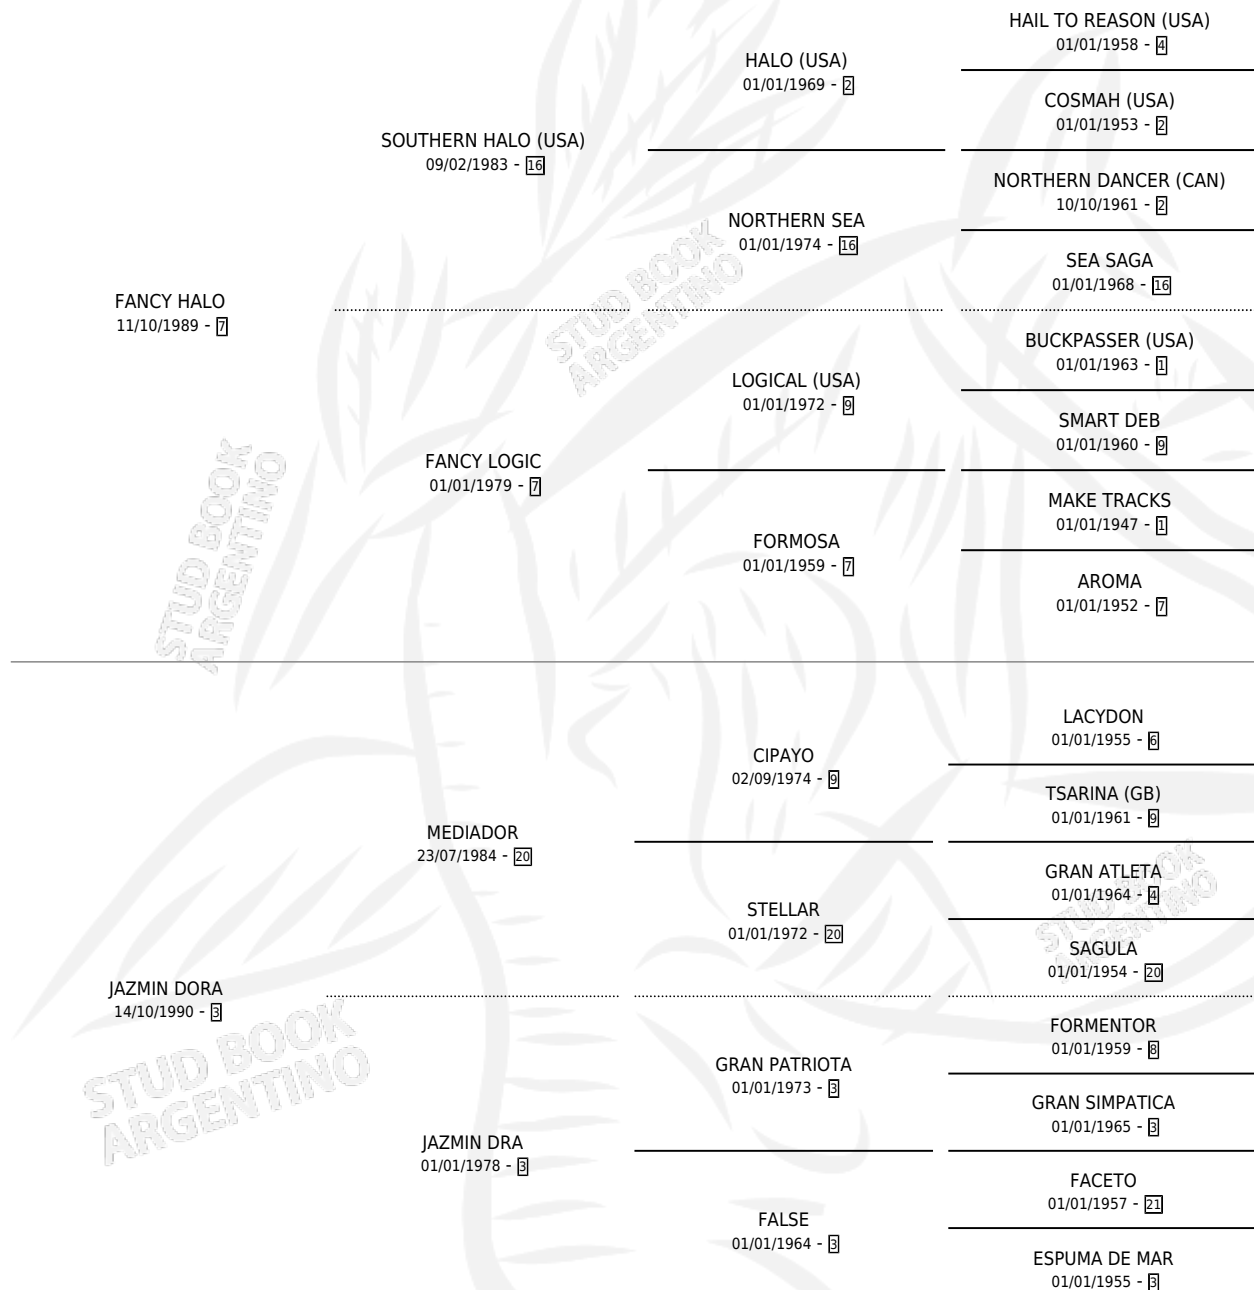 HAIL TO REASON (USA)
01/01/1958 - 4
HALO (USA)
01/01/1969 - 2
COSMAH (USA)
01/01/1953 - 2
SOUTHERN HALO (USA)
09/02/1983 - 16
NORTHERN DANCER (CAN)
10/10/1961 - 2
NORTHERN SEA
01/01/1974 - 16
SEA SAGA
01/01/1968 - 16
FANCY HALO
11/10/1989 - 7
STUD BOOK
ARGENTINO
BUCKPASSER (USA)
01/01/1963 - 1
LOGICAL (USA)
01/01/1972 - 9
SMART DEB
01/01/1960 - 9
FANCY LOGIC
01/01/1979 - 7
MAKE TRACKS
01/01/1947 - 1
FORMOSA
01/01/1959 - 7
AROMA
01/01/1952 - 7
STUD BOOK
ARGENTINO
LACYDON
01/01/1955 - 6
CIPAYO
02/09/1974 - 9
TSARINA (GB)
01/01/1961 - 9
MEDIADOR
23/07/1984 - 20
GRAN ATLETA
01/01/1964 - 4
STELLAR
01/01/1972 - 20
SAGULA
01/01/1954 - 20
STUD BOOK
ARGENTINO
JAZMIN DORA
14/10/1990 - 3
FORMENTOR
01/01/1959 - 8
GRAN PATRIOTA
01/01/1973 - 3
GRAN SIMPATICA
01/01/1965 - 3
STUD BOOK
ARGENTINO
JAZMIN DRA
01/01/1978 - 3
FACETO
01/01/1957 - 21
FALSE
01/01/1964 - 3
ESPUMA DE MAR
01/01/1955 - 3